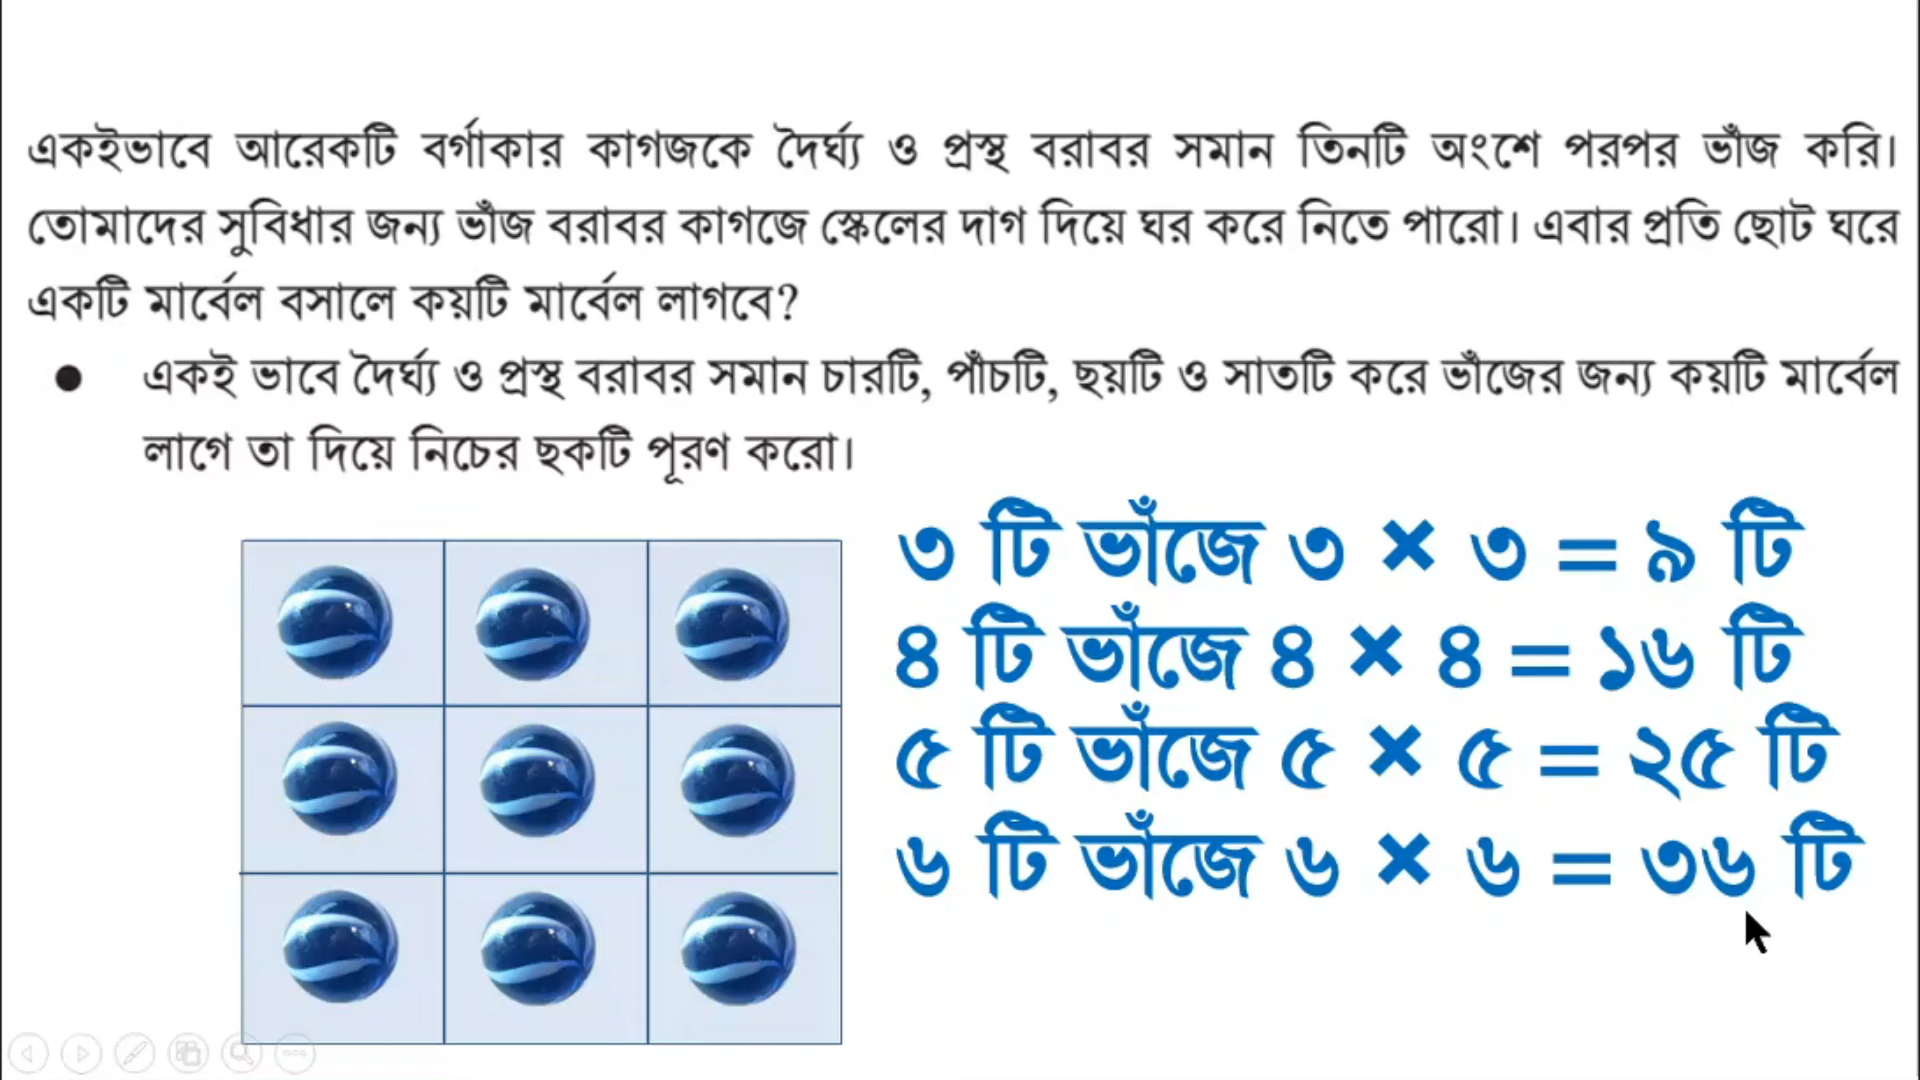 একইভাবে আরেকটি বর্গাকার কাগজকে দৈর্ঘ্য ও প্রস্থ বরাবর সমান তিনটি অংশে পরপর ভাঁজ করি।
তোমাদের সুবিধার জন্য ভাঁজ বরাবর কাগজে স্কেলের দাগ দিয়ে ঘর করে নিতে পারো। এবার প্রতি ছোট ঘরে
একটি মার্বেল বসালে কয়টি মার্বেল লাগবে?
● একই ভাবে দৈর্ঘ্য ও প্রস্থ বরাবর সমান চারটি, পাঁচটি, ছয়টি ও সাতটি করে ভাঁজের জন্য কয়টি মার্বেল
লাগে তা দিয়ে নিচের ছকটি পূরণ করো।
৩ টি ভাঁজে ৩ × ৩ = ৯ টি
৪ টি ভাঁজে ৪ × ৪ = ১৬ টি
৫ টি ভাঁজে ৫ × ৫ = ২৫ টি
৬ টি ভাঁজে ৬ × ৬ = ৩৬ টি